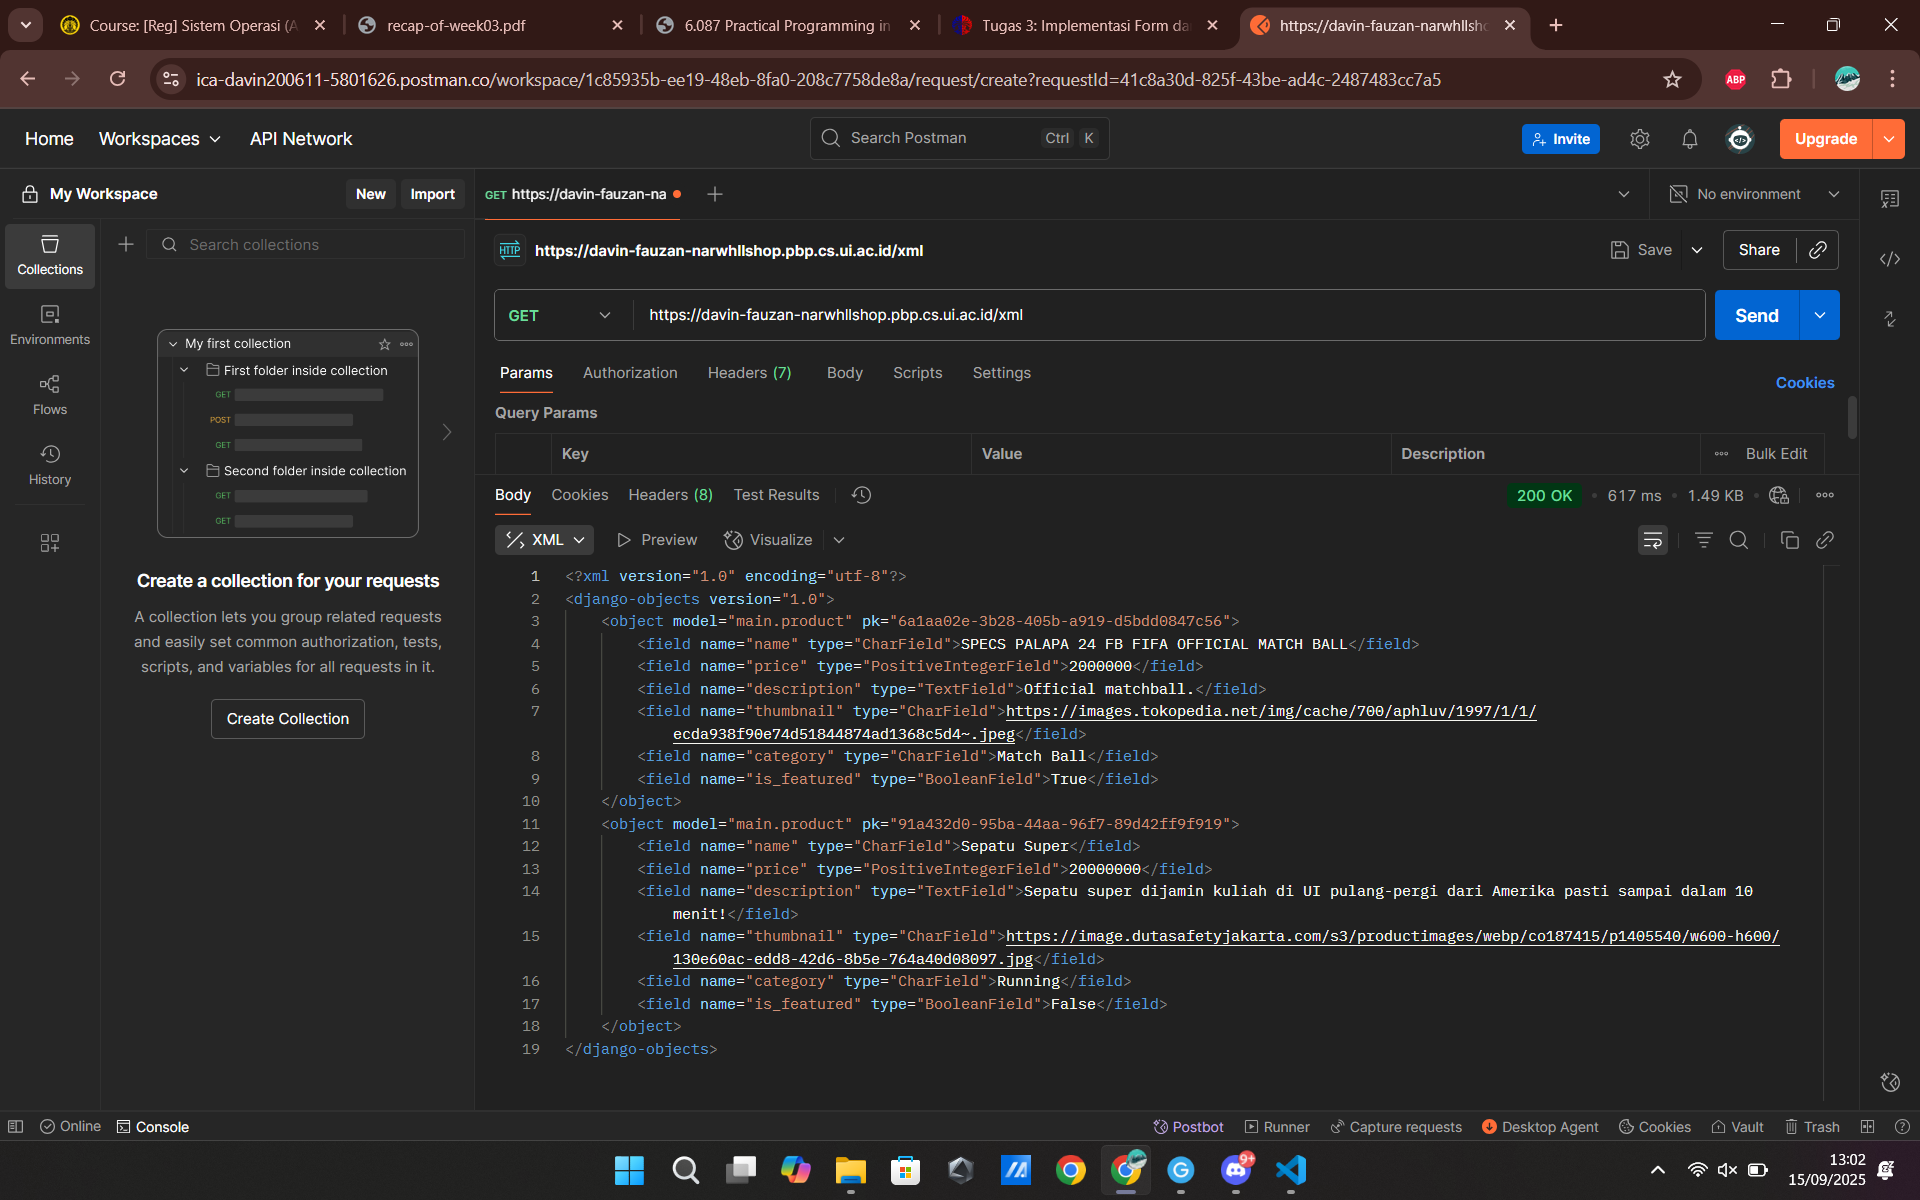 Course: [Reg] Sistem Operasi (A
recap-of-week03.pdf
6.087 Practical Programming in
Tugas 3: Implementasi Form da
https://davin-fauzan-narwhllsho
ica-davin200611-5801626.postman.co/workspace/1c85935b-ee19-48eb-8fa0-208c7758de8a/request/create?requestId=41c8a30d-825f-43be-ad4c-2487483cc7a5
ABP
Home Workspaces API Network
Search Postman Ctrl K
Invite
Upgrade
My Workspace New Import
GET https://davin-fauzan-na
No environment
Search collections
Collections
Environments
Flows
History
My first collection
First folder inside collection
GET
POST
GET
Second folder inside collection
GET
GET
Create a collection for your requests
A collection lets you group related requests
and easily set common authorization, tests,
scripts, and variables for all requests in it.
Create Collection
HTTP https://davin-fauzan-narwhllshop.pbp.cs.ui.ac.id/xml
Save Share
GET https://davin-fauzan-narwhllshop.pbp.cs.ui.ac.id/xml
Send
Params Authorization Headers (7) Body Scripts Settings
Cookies
Query Params
Key Value Description Bulk Edit
Body Cookies Headers (8) Test Results
200 OK 617 ms 1.49 KB
XML Preview Visualize
1 <?xml version="1.0" encoding="utf-8"?>
2 <django-objects version="1.0">
3 <object model="main.product" pk="6a1aa02e-3b28-405b-a919-d5bdd0847c56">
4 <field name="name" type="CharField">SPECS PALAPA 24 FB FIFA OFFICIAL MATCH BALL</field>
5 <field name="price" type="PositiveIntegerField">2000000</field>
6 <field name="description" type="TextField">Official matchball.</field>
7 <field name="thumbnail" type="CharField">https://images.tokopedia.net/img/cache/700/aphluv/1997/1/1/
ecda938f90e74d51844874ad1368c5d4~.jpeg</field>
8 <field name="category" type="CharField">Match Ball</field>
9 <field name="is_featured" type="BooleanField">True</field>
10 </object>
11 <object model="main.product" pk="91a432d0-95ba-44aa-96f7-89d42ff9f919">
12 <field name="name" type="CharField">Sepatu Super</field>
13 <field name="price" type="PositiveIntegerField">20000000</field>
14 <field name="description" type="TextField">Sepatu super dijamin kuliah di UI pulang-pergi dari Amerika pasti sampai dalam 10
menit!</field>
15 <field name="thumbnail" type="CharField">https://image.dutasafetyjakarta.com/s3/productimages/webp/co187415/p1405540/w600-h600/
130e60ac-edd8-42d6-8b5e-764a40d08097.jpg</field>
16 <field name="category" type="CharField">Running</field>
17 <field name="is_featured" type="BooleanField">False</field>
18 </object>
19 </django-objects>
Online Console
Postbot Runner Capture requests Desktop Agent Cookies Vault Trash
9+
13:02
15/09/2025